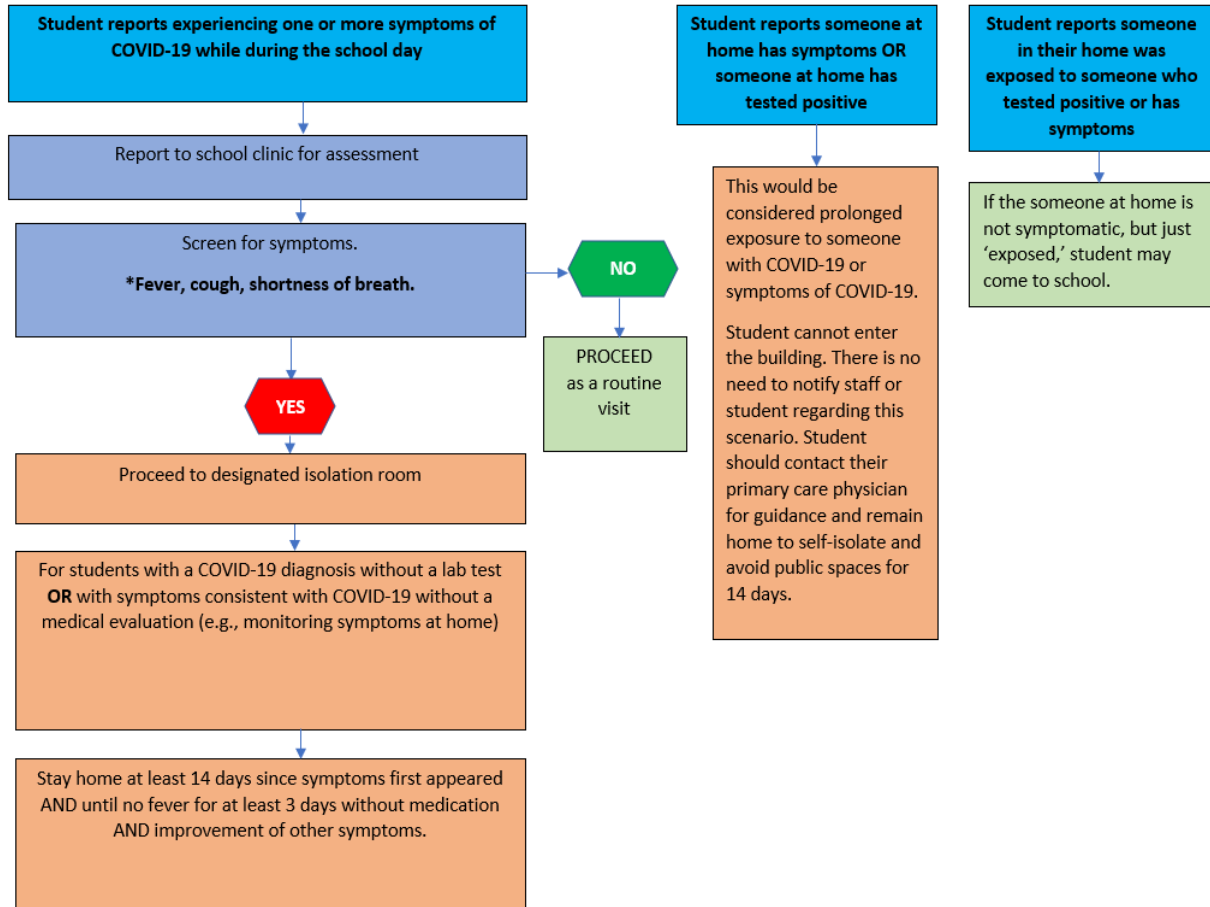 Student reports experiencing one or more symptoms of
COVID-19 while during the school day
Report to school clinic for assessment
Screen for symptoms.
*Fever, cough, shortness of breath.
NO
PROCEED
as a routine
visit
YES
Proceed to designated isolation room
For students with a COVID-19 diagnosis without a lab test
OR with symptoms consistent with COVID-19 without a
medical evaluation (e.g., monitoring symptoms at home)
Stay home at least 14 days since symptoms first appeared
AND until no fever for at least 3 days without medication
AND improvement of other symptoms.
Student reports someone at
home has symptoms OR
someone at home has
tested positive
This would be
considered prolonged
exposure to someone
with COVID-19 or
symptoms of COVID-19.
Student cannot enter
the building. There is no
need to notify staff or
student regarding this
scenario. Student
should contact their
primary care physician
for guidance and remain
home to self-isolate and
avoid public spaces for
14 days.
Student reports someone
in their home was
exposed to someone who
tested positive or has
symptoms
If the someone at home is
not symptomatic, but just
‘exposed,’ student may
come to school.